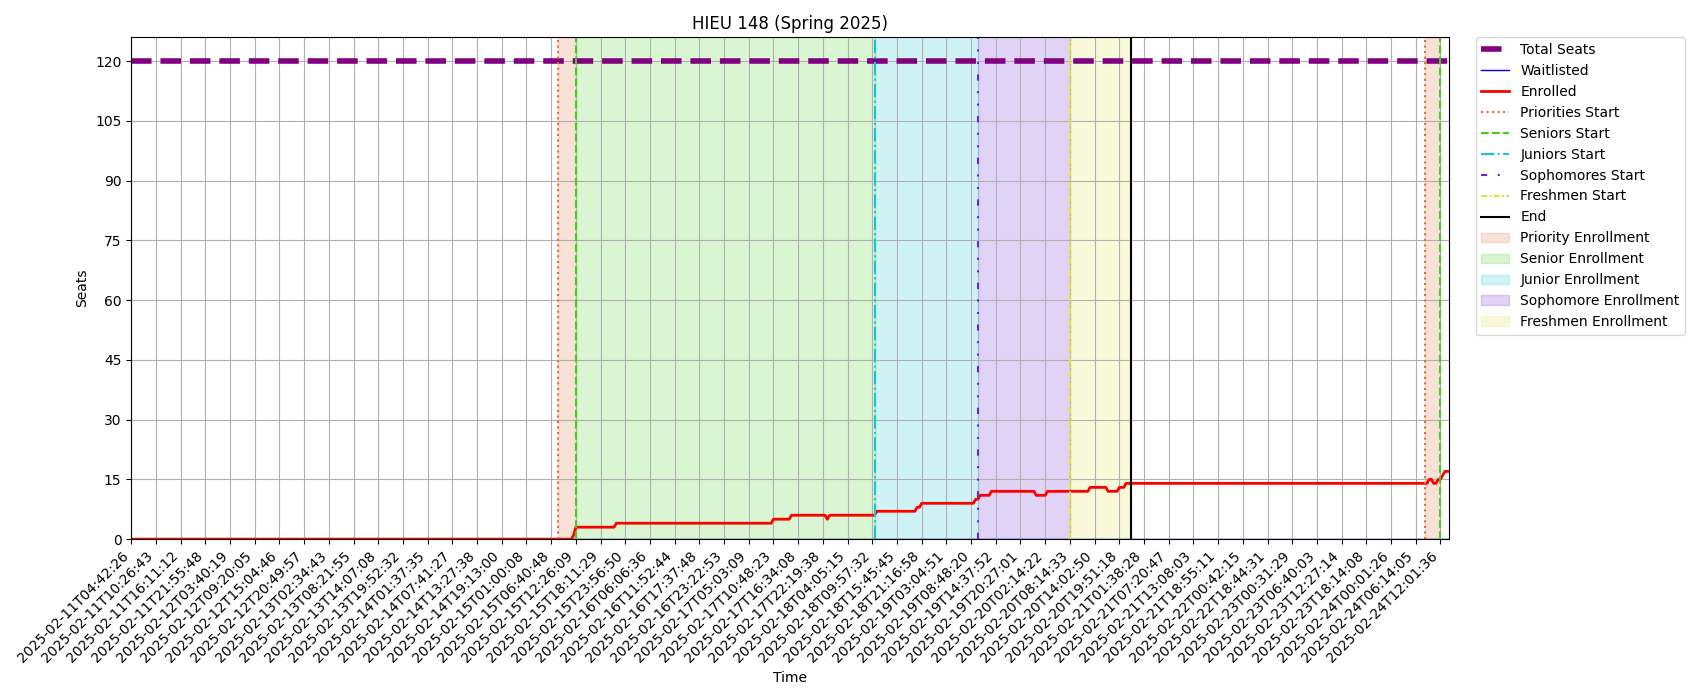 HIEU 148 (Spring 2025)
120
105
90
75
60
45
30
15
0
Seats
2025-02-11T04:42:26
2025-02-11T10:26:43
2025-02-11T16:11:12
2025-02-11T21:55:48
2025-02-12T03:40:19
2025-02-12T09:20:05
2025-02-12T15:04:46
2025-02-12T20:49:57
2025-02-13T02:34:43
2025-02-13T08:21:55
2025-02-13T14:07:08
2025-02-13T19:52:32
2025-02-14T01:37:35
2025-02-14T07:41:27
2025-02-14T13:27:38
2025-02-14T19:13:00
2025-02-15T01:00:08
2025-02-15T06:40:48
2025-02-15T12:26:09
2025-02-15T18:11:29
2025-02-15T23:56:50
2025-02-16T06:06:36
2025-02-16T11:52:44
2025-02-16T17:37:48
2025-02-16T23:22:53
2025-02-17T05:03:09
2025-02-17T10:48:23
2025-02-17T16:34:08
2025-02-17T22:19:38
2025-02-18T04:05:15
2025-02-18T09:57:32
2025-02-18T15:45:45
2025-02-18T21:16:58
2025-02-19T03:04:51
2025-02-19T08:48:20
2025-02-19T14:37:52
2025-02-19T20:27:01
2025-02-20T02:14:22
2025-02-20T08:14:33
2025-02-20T14:02:50
2025-02-20T19:51:18
2025-02-21T01:38:28
2025-02-21T07:20:47
2025-02-21T13:08:03
2025-02-21T18:55:11
2025-02-22T00:42:15
2025-02-22T18:44:31
2025-02-23T00:31:29
2025-02-23T06:40:03
2025-02-23T12:27:14
2025-02-23T18:14:08
2025-02-24T00:01:26
2025-02-24T06:14:05
2025-02-24T12:01:36
Time
Total Seats
Waitlisted
Enrolled
Priorities Start
Seniors Start
Juniors Start
Sophomores Start
Freshmen Start
End
Priority Enrollment
Senior Enrollment
Junior Enrollment
Sophomore Enrollment
Freshmen Enrollment